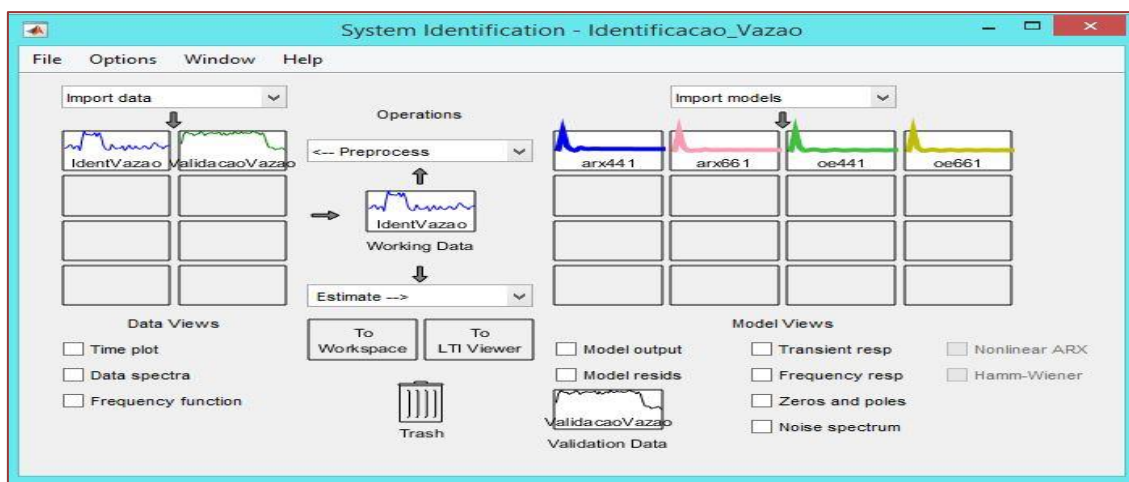 System Identification - Identificacao_Vazao
File Options Window Help
Import data
Import models
Operations
IdentVazao
ValidacaoVazao
<-- Preprocess
arx441
arx661
oe441
oe661
IdentVazao
Working Data
Estimate -->
Data Views
Model Views
To Workspace
To LTI Viewer
Time plot
Data spectra
Frequency function
Model output
Model resids
Transient resp
Frequency resp
Zeros and poles
Noise spectrum
Nonlinear ARX
Hamm-Wiener
Trash
ValidacaoVazao
Validation Data